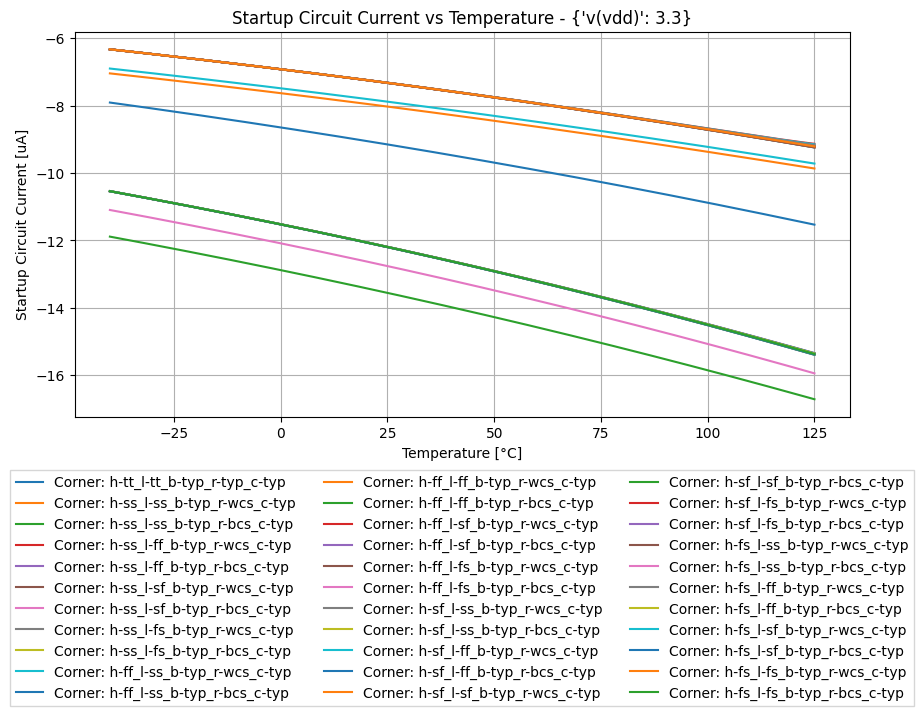 Startup Circuit Current vs Temperature - {'v(vdd)': 3.3}
−6
−8
−10
−12
−14
−16
Startup Circuit Current [uA]
−25
0
25
50
75
100
125
Temperature [°C]
Corner: h-tt_l-tt_b-typ_r-typ_c-typ
Corner: h-ss_l-ss_b-typ_r-wcs_c-typ
Corner: h-ss_l-ss_b-typ_r-bcs_c-typ
Corner: h-ss_l-ff_b-typ_r-wcs_c-typ
Corner: h-ss_l-ff_b-typ_r-bcs_c-typ
Corner: h-ss_l-sf_b-typ_r-wcs_c-typ
Corner: h-ss_l-sf_b-typ_r-bcs_c-typ
Corner: h-ss_l-fs_b-typ_r-wcs_c-typ
Corner: h-ss_l-fs_b-typ_r-bcs_c-typ
Corner: h-ff_l-ss_b-typ_r-wcs_c-typ
Corner: h-ff_l-ss_b-typ_r-bcs_c-typ
Corner: h-ff_l-ff_b-typ_r-wcs_c-typ
Corner: h-ff_l-ff_b-typ_r-bcs_c-typ
Corner: h-ff_l-sf_b-typ_r-wcs_c-typ
Corner: h-ff_l-sf_b-typ_r-bcs_c-typ
Corner: h-ff_l-fs_b-typ_r-wcs_c-typ
Corner: h-ff_l-fs_b-typ_r-bcs_c-typ
Corner: h-sf_l-ss_b-typ_r-wcs_c-typ
Corner: h-sf_l-ss_b-typ_r-bcs_c-typ
Corner: h-sf_l-ff_b-typ_r-wcs_c-typ
Corner: h-sf_l-ff_b-typ_r-bcs_c-typ
Corner: h-sf_l-sf_b-typ_r-wcs_c-typ
Corner: h-sf_l-sf_b-typ_r-bcs_c-typ
Corner: h-sf_l-fs_b-typ_r-wcs_c-typ
Corner: h-sf_l-fs_b-typ_r-bcs_c-typ
Corner: h-fs_l-ss_b-typ_r-wcs_c-typ
Corner: h-fs_l-ss_b-typ_r-bcs_c-typ
Corner: h-fs_l-ff_b-typ_r-wcs_c-typ
Corner: h-fs_l-ff_b-typ_r-bcs_c-typ
Corner: h-fs_l-sf_b-typ_r-wcs_c-typ
Corner: h-fs_l-sf_b-typ_r-bcs_c-typ
Corner: h-fs_l-fs_b-typ_r-wcs_c-typ
Corner: h-fs_l-fs_b-typ_r-bcs_c-typ